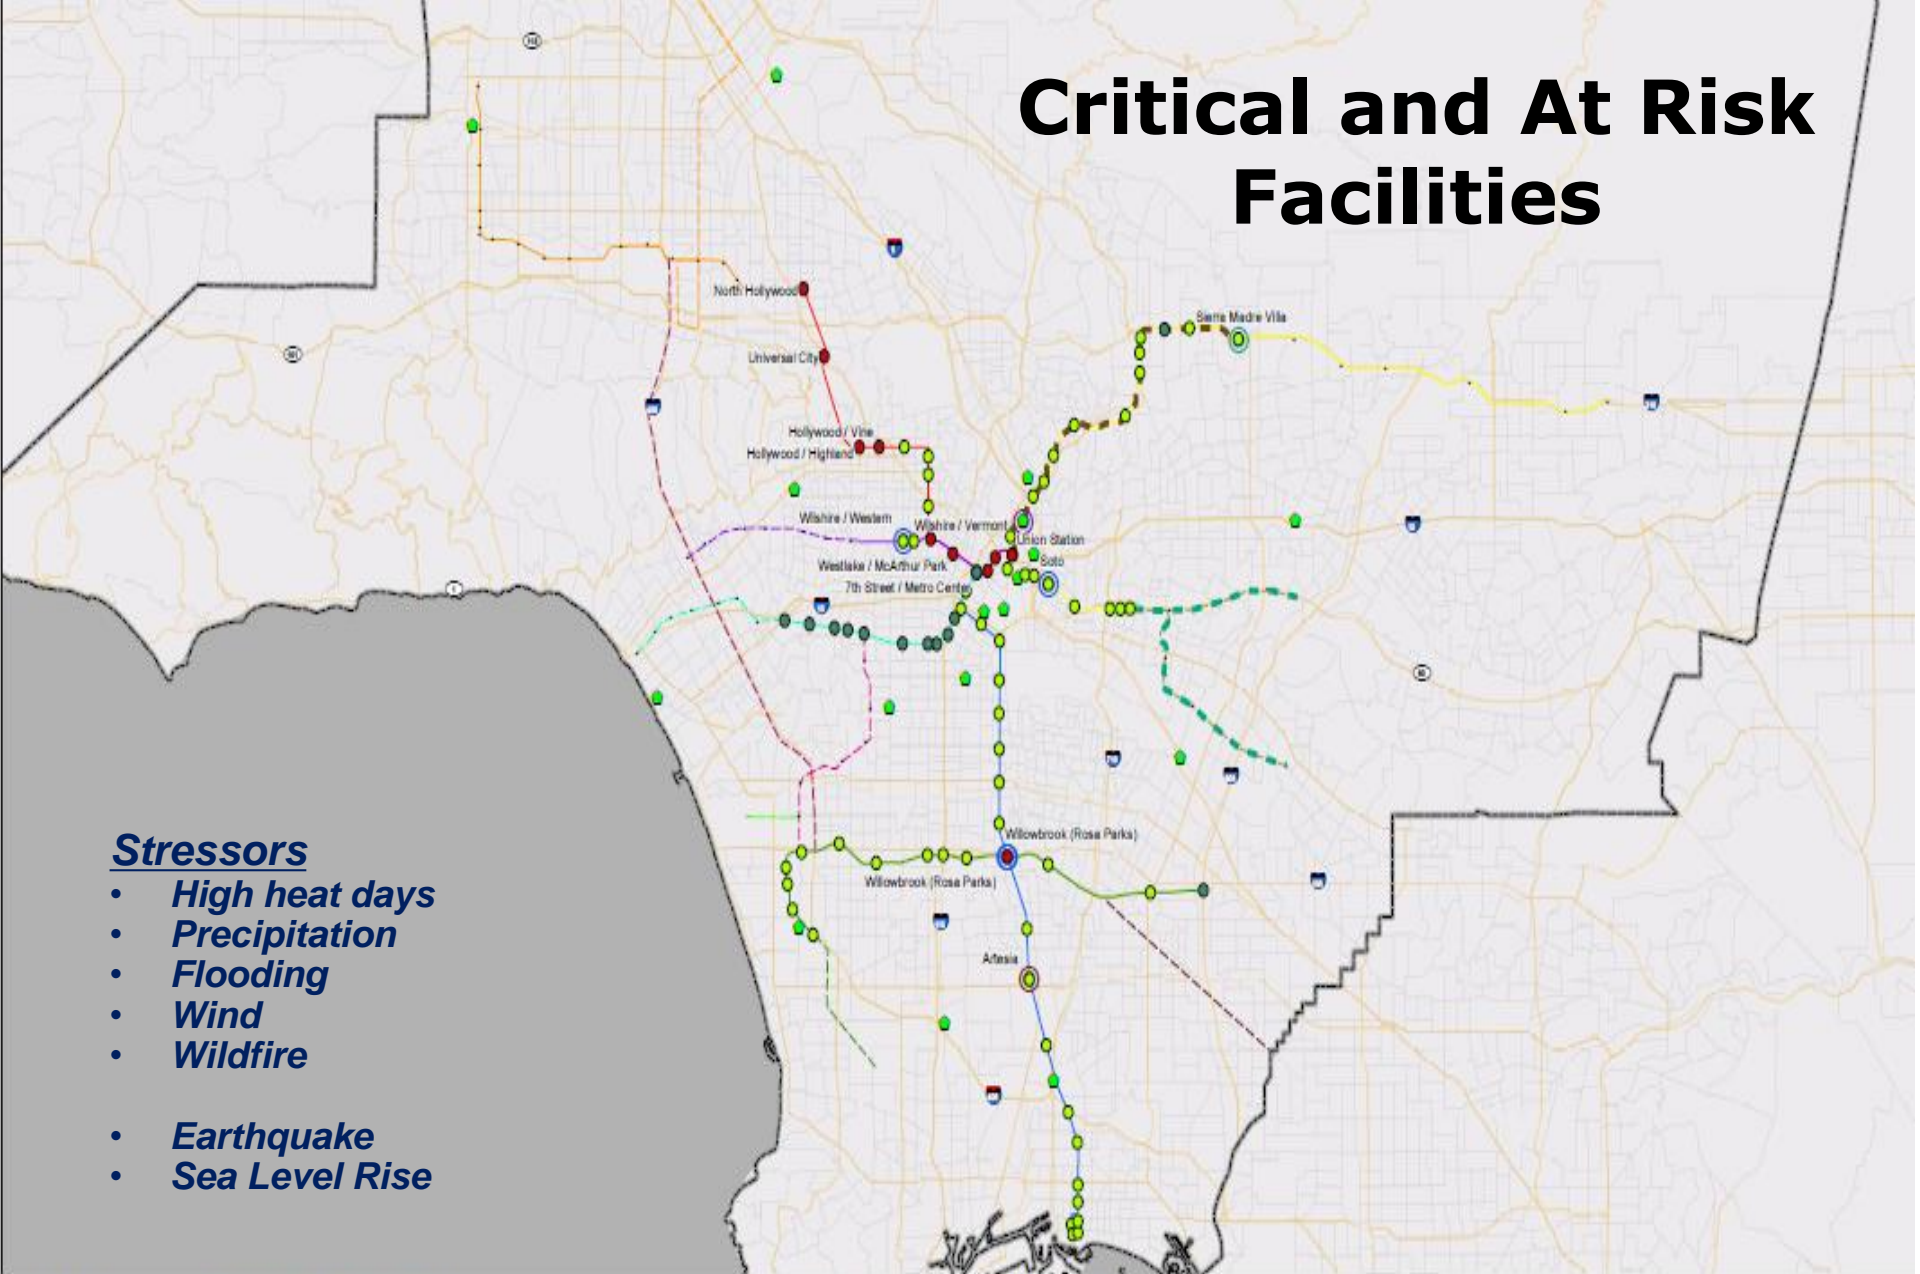 Critical and At Risk
Facilities
North Hollywood
Sierra Madre Villa
Universal City
Hollywood / Vine
Hollywood / Highland
Wilshire / Western
Wilshire / Vermont
Union Station
Soto
Westlake / McArthur Park
7th Street / Metro Center
Willowbrook (Rosa Parks)
Willowbrook (Rosa Parks)
Artesia
Stressors
• High heat days
• Precipitation
• Flooding
• Wind
• Wildfire
• Earthquake
• Sea Level Rise